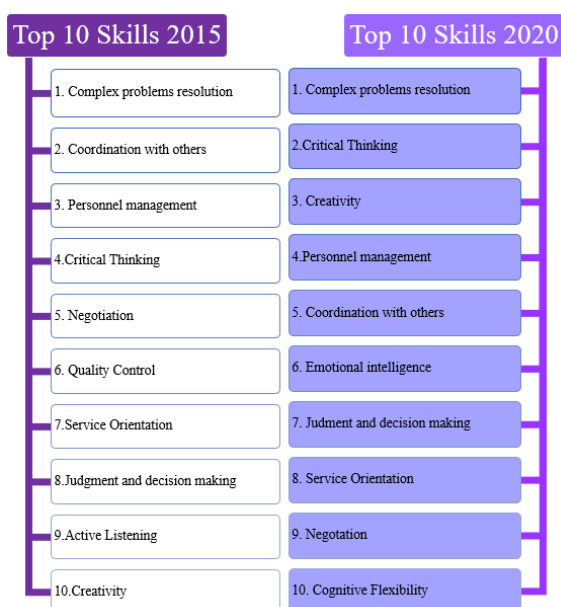 Top 10 Skills 2015
1. Complex problems resolution
2. Coordination with others
3. Personnel management
4.Critical Thinking
5. Negotiation
6. Quality Control
7.Service Orientation
8.Judgment and decision making
9.Active Listening
10.Creativity
Top 10 Skills 2020
1. Complex problems resolution
2.Critical Thinking
3. Creativity
4.Personnel management
5. Coordination with others
6. Emotional intelligence
7. Judment and decision making
8. Service Orientation
9. Negotation
10. Cognitive Flexibility